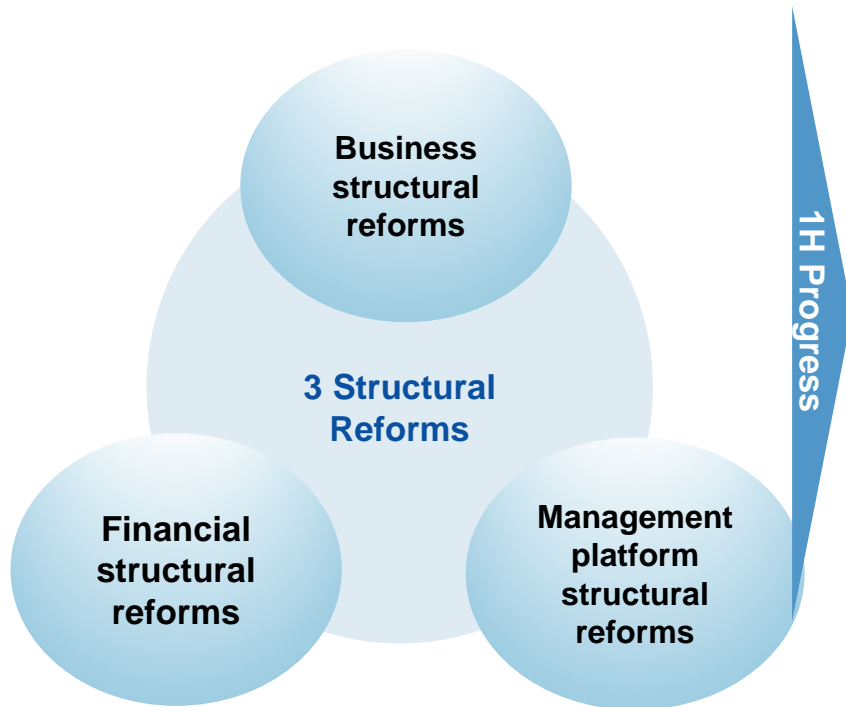 Business
structural
reforms
3 Structural
Reforms
Financial
structural
reforms
Management
platform
structural
reforms
1H Progress